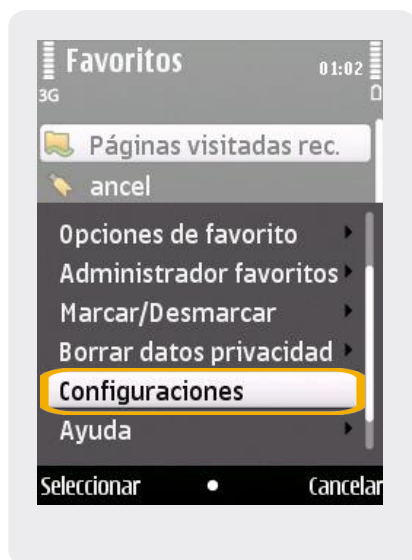 Favoritos 01:02
3G
Páginas visitadas rec.
ancel
Opciones de favorito
Administrador favoritos
Marcar/Desmarcar
Borrar datos privacidad
Configuraciones
Ayuda
Seleccionar Cancelar